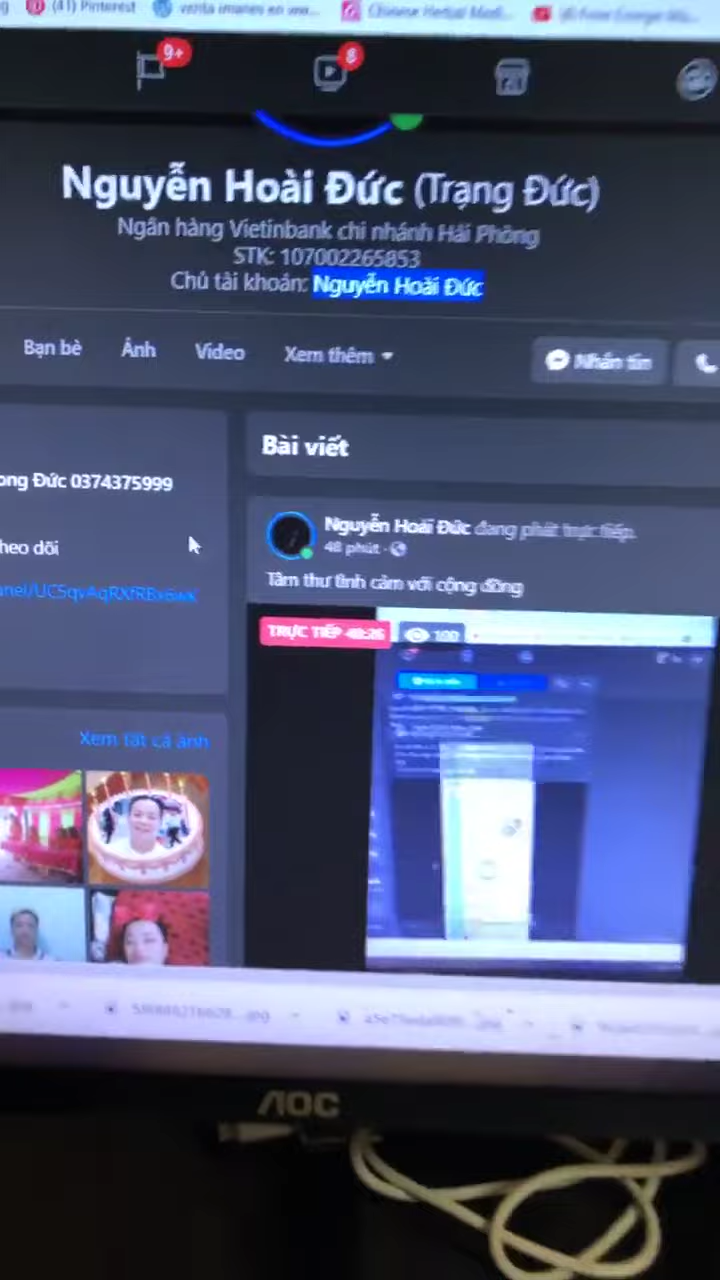 (41) Pinterest
9+
8
Nguyễn Hoài Đức (Trạng Đức)
Ngân hàng Vietinbank chi nhánh Hải Phòng
STK: 107002265853
Chủ tài khoản: Nguyễn Hoài Đức
Bạn bè
Ảnh
Video
Xem thêm
Nhắn tin
Bài viết
ong Đức 0374375999
Nguyễn Hoài Đức đang phát trực tiếp.
48 phút
heo dõi
Tâm thư tình cảm với cộng đồng
TRỰC TIẾP
100
Xem tất cả ảnh
AOC